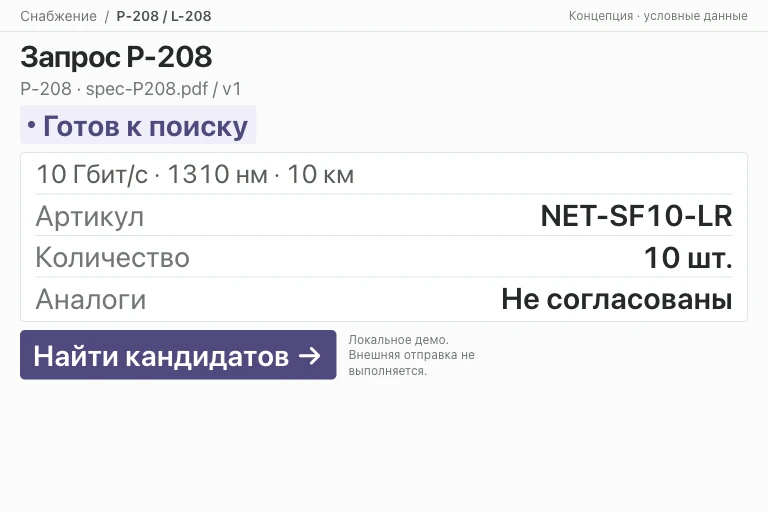 Снабжение / P-208 / L-208
Концепция · условные данные
Запрос P-208
P-208 · spec-P208.pdf / v1
• Готов к поиску
10 Гбит/с · 1310 нм · 10 км
Артикул NET-SF10-LR
Количество 10 шт.
Аналоги Не согласованы
Найти кандидатов →
Локальное демо.
Внешняя отправка не
выполняется.